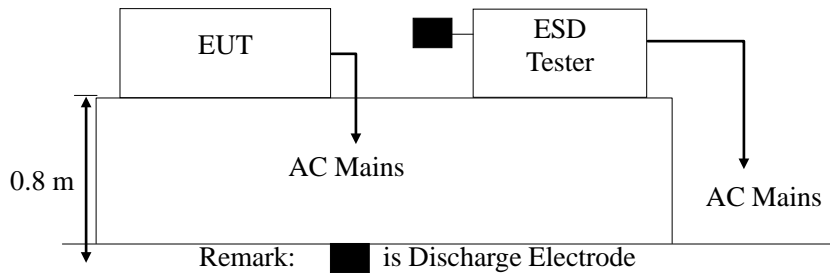 EUT
ESD
Tester
AC Mains
0.8 m
AC Mains
Remark: is Discharge Electrode